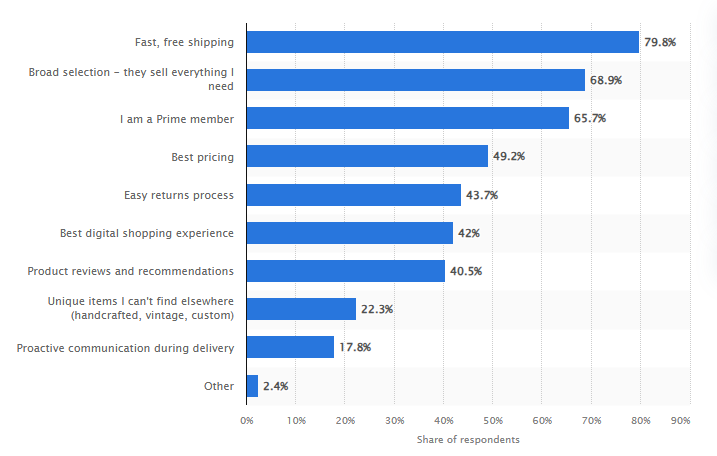 Fast, free shipping
79.8%
Broad selection – they sell everything I
need
68.9%
I am a Prime member
65.7%
Best pricing
49.2%
Easy returns process
43.7%
Best digital shopping experience
42%
Product reviews and recommendations
40.5%
Unique items I can't find elsewhere
(handcrafted, vintage, custom)
22.3%
Proactive communication during delivery
17.8%
Other
2.4%
0% 10% 20% 30% 40% 50% 60% 70% 80% 90%
Share of respondents